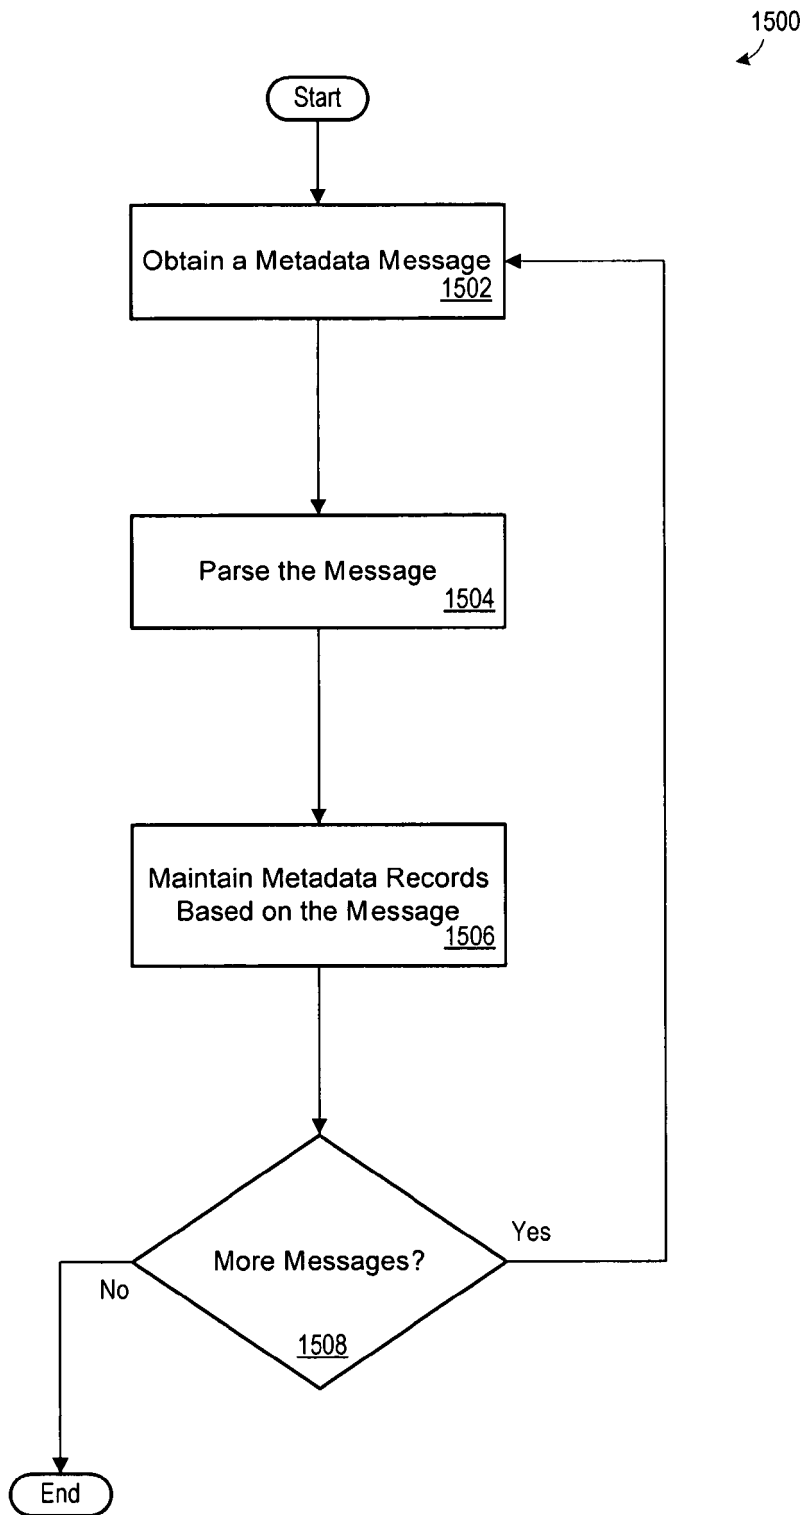 1500
Start
Obtain a Metadata Message
1502
Parse the Message
1504
Maintain Metadata Records
Based on the Message
1506
More Messages?
Yes
No
1508
End